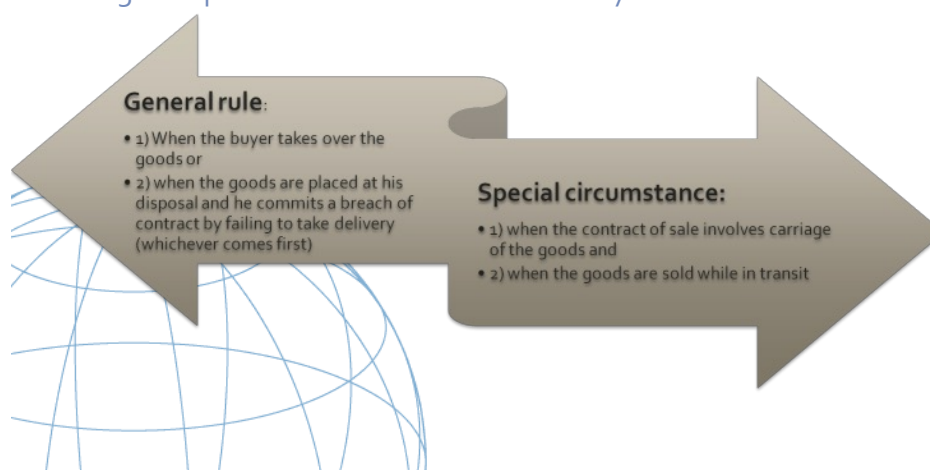 General rule:
• 1) When the buyer takes over the
goods or
• 2) when the goods are placed at his
disposal and he commits a breach of
contract by failing to take delivery
(whichever comes first)
Special circumstance:
• 1) when the contract of sale involves carriage
of the goods and
• 2) when the goods are sold while in transit